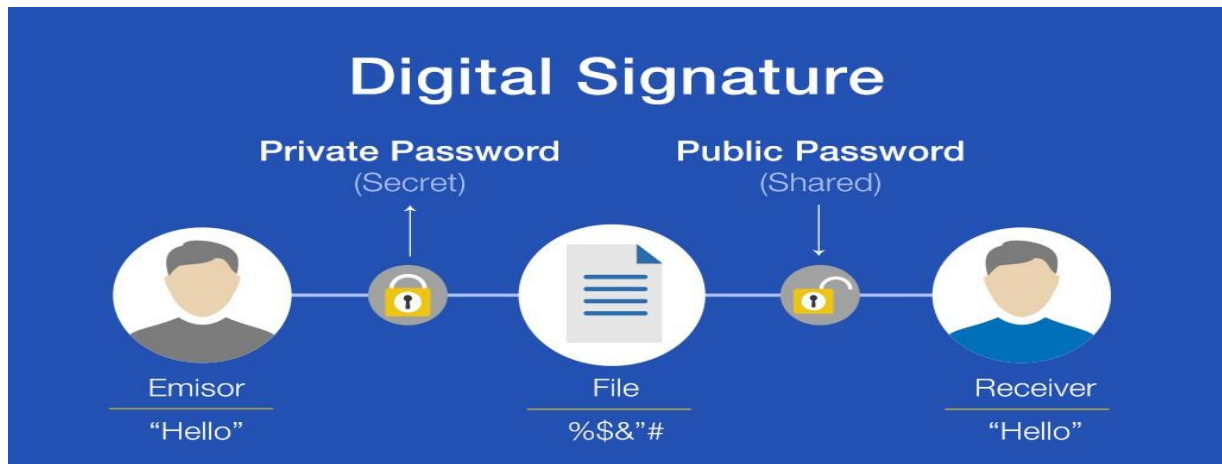 Digital Signature
Private Password
(Secret)
Public Password
(Shared)
Emisor
"Hello"
File
%$&"#
Receiver
"Hello"